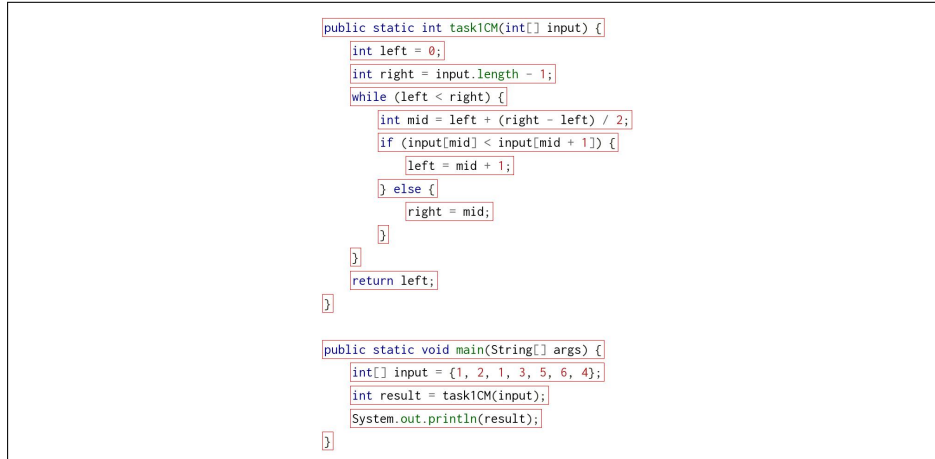 public static int task1CM(int[] input) {
int left = 0;
int right = input.length - 1;
while (left < right) {
int mid = left + (right - left) / 2;
if (input[mid] < input[mid + 1]) {
left = mid + 1;
} else {
right = mid;
}
}
return left;
}
public static void main(String[] args) {
int[] input = {1, 2, 1, 3, 5, 6, 4};
int result = task1CM(input);
System.out.println(result);
}